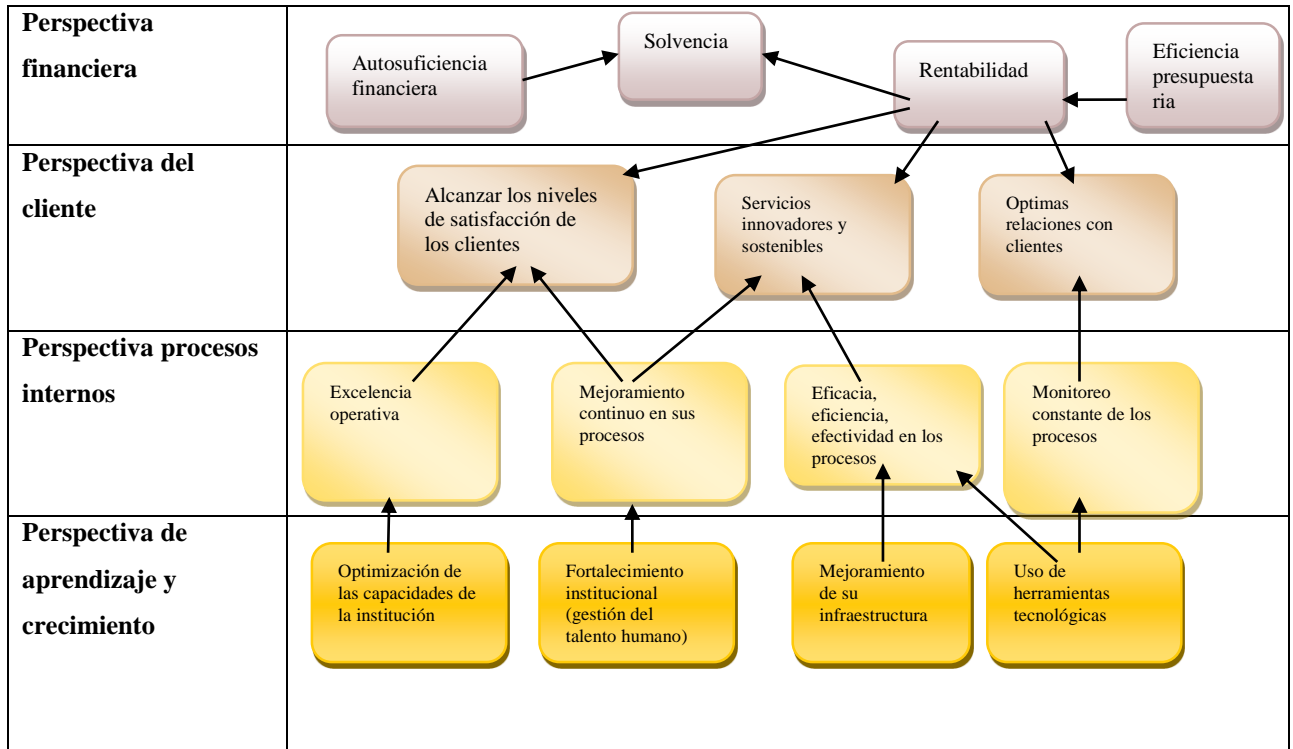 Perspectiva
financiera
Autosuficiencia
financiera
Solvencia
Rentabilidad
Eficiencia
presupuesta
ria
Perspectiva del
cliente
Alcanzar los niveles
de satisfacción de
los clientes
Servicios
innovadores y
sostenibles
Optimas
relaciones con
clientes
Perspectiva procesos
internos
Excelencia
operativa
Mejoramiento
continuo en sus
procesos
Eficacia,
eficiencia,
efectividad en los
procesos
Monitoreo
constante de los
procesos
Perspectiva de
aprendizaje y
crecimiento
Optimización de
las capacidades de
la institución
Fortalecimiento
institucional
(gestión del
talento humano)
Mejoramiento
de su
infraestructura
Uso de
herramientas
tecnológicas